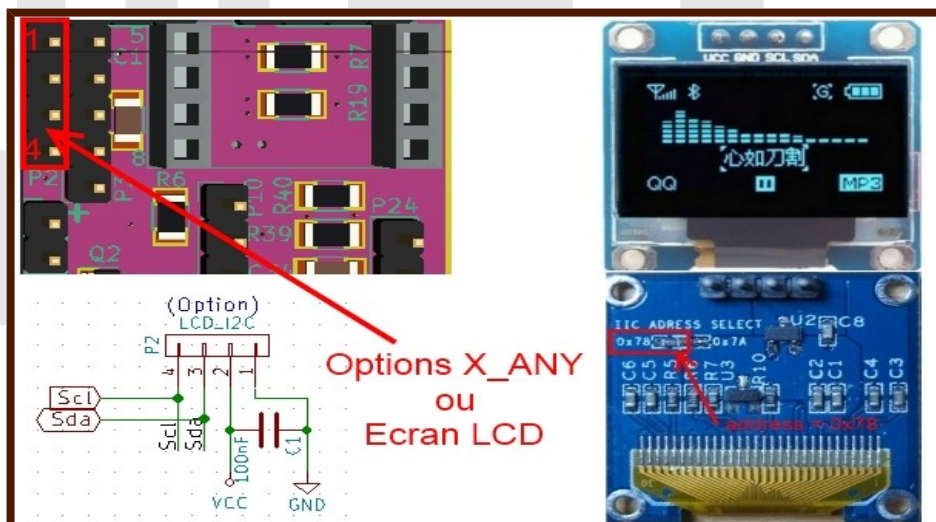 1
5
C1
R7
R19
4
8
P2
P3
R6
P10
R40
R39
P24
Q2
(Option)
LCD_I2C
P2
4
3
2
1
Scl
Sda
Scl
Sda
100nF
C1
VCC
GND
Options X_ANY
ou
Ecran LCD
VCC GND SCL SDA
G
心如刀割
QQ
MP3
IIC ADRESS SELECT
0x78
0x7A
U2
C8
C6
C5
R5
R6
R7
U3
R10
C2
C1
C4
C3
address = 0x78